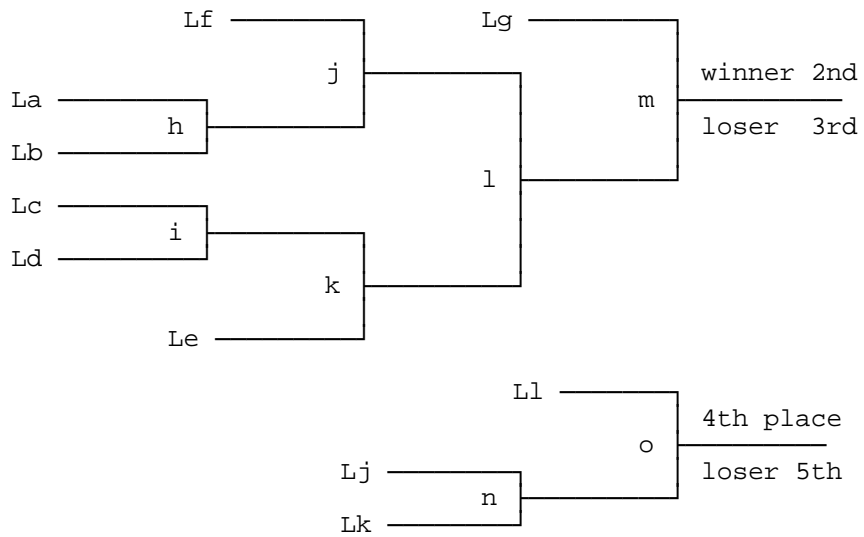 Lf
Lg
j
winner 2nd
La
m
loser 3rd
h
Lb
l
Lc
i
Ld
k
Le
Ll
4th place
o
Lj
loser 5th
n
Lk